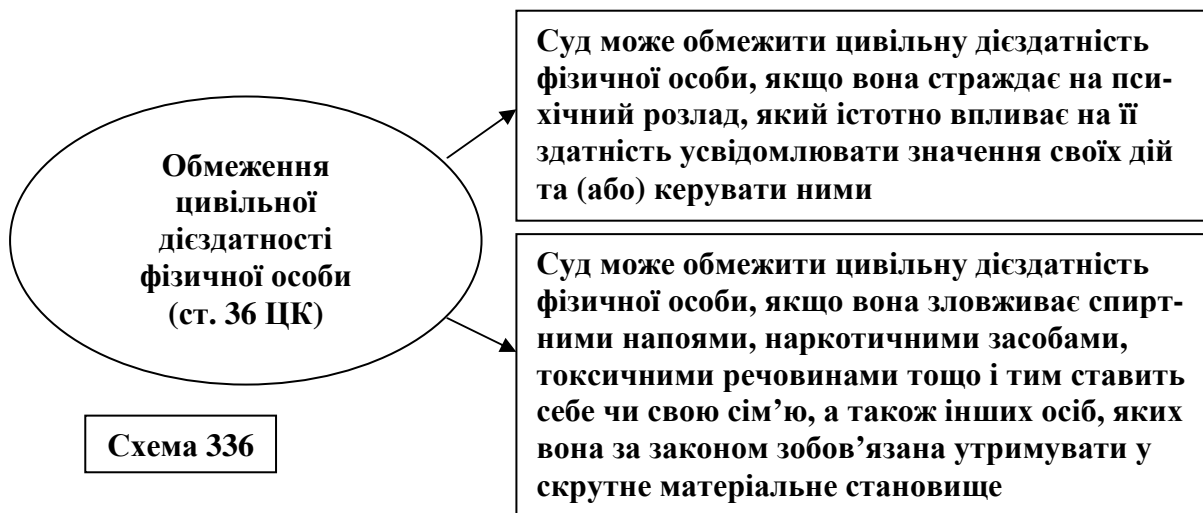 Обмеження
цивільної
дієздатності
фізичної особи
(ст. 36 ЦК)
Суд може обмежити цивільну дієздатність
фізичної особи, якщо вона страждає на пси-
хічний розлад, який істотно впливає на її
здатність усвідомлювати значення своїх дій
та (або) керувати ними
Суд може обмежити цивільну дієздатність
фізичної особи, якщо вона зловживає спирт-
ними напоями, наркотичними засобами,
токсичними речовинами тощо і тим ставить
себе чи свою сім’ю, а також інших осіб, яких
вона за законом зобов’язана утримувати у
скрутне матеріальне становище
Схема 336